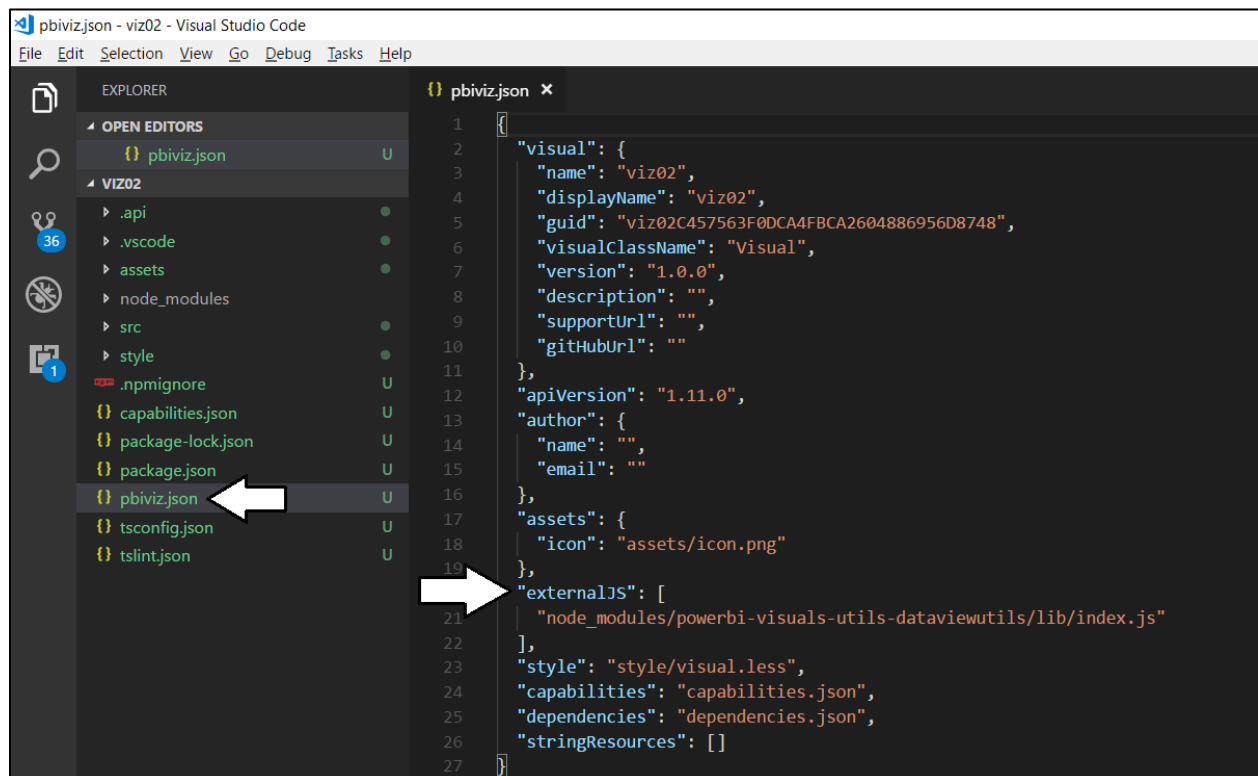 pbiviz.json - viz02 - Visual Studio Code
File Edit Selection View Go Debug Tasks Help
EXPLORER
OPEN EDITORS
{} pbiviz.json U
VIZ02
.api
.vscode
assets
node_modules
src
style
npm .npmignore U
{} capabilities.json U
{} package-lock.json U
{} package.json U
{} pbiviz.json U
{} tsconfig.json U
{} tslint.json U
36
1
{} pbiviz.json
1 {
2 "visual": {
3 "name": "viz02",
4 "displayName": "viz02",
5 "guid": "viz02C457563F0DCA4FBCA2604886956D8748",
6 "visualClassName": "Visual",
7 "version": "1.0.0",
8 "description": "",
9 "supportUrl": "",
10 "gitHubUrl": ""
11 },
12 "apiVersion": "1.11.0",
13 "author": {
14 "name": "",
15 "email": ""
16 },
17 "assets": {
18 "icon": "assets/icon.png"
19 },
"externalJS": [
21 "node_modules/powerbi-visuals-utils-dataviewutils/lib/index.js"
22 ],
23 "style": "style/visual.less",
24 "capabilities": "capabilities.json",
25 "dependencies": "dependencies.json",
26 "stringResources": []
27 }